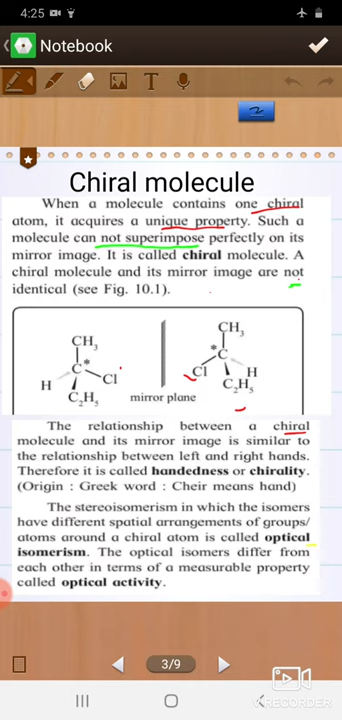 4:25
Notebook
T
2
Chiral molecule
When a molecule contains one chiral
atom, it acquires a unique property. Such a
molecule can not superimpose perfectly on its
mirror image. It is called chiral molecule. A
chiral molecule and its mirror image are not
identical (see Fig. 10.1).
CH3 CH3
C* *C
H Cl Cl H
C2H5 mirror plane C2H5
The relationship between a chiral
molecule and its mirror image is similar to
the relationship between left and right hands.
Therefore it is called handedness or chirality.
(Origin : Greek word : Cheir means hand)
The stereoisomerism in which the isomers
have different spatial arrangements of groups/
atoms around a chiral atom is called optical
isomerism. The optical isomers differ from
each other in terms of a measurable property
called optical activity.
3/9
V RECORDER